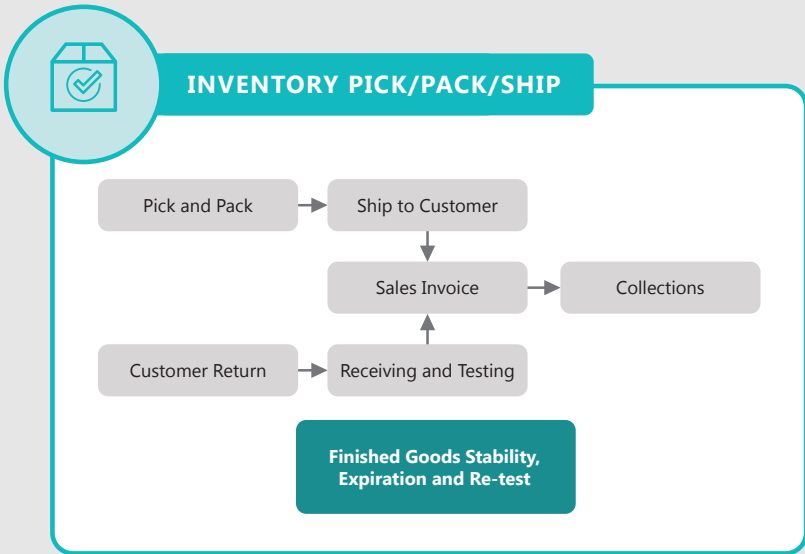 INVENTORY PICK/PACK/SHIP
Pick and Pack
Ship to Customer
Sales Invoice
Collections
Customer Return
Receiving and Testing
Finished Goods Stability,
Expiration and Re-test